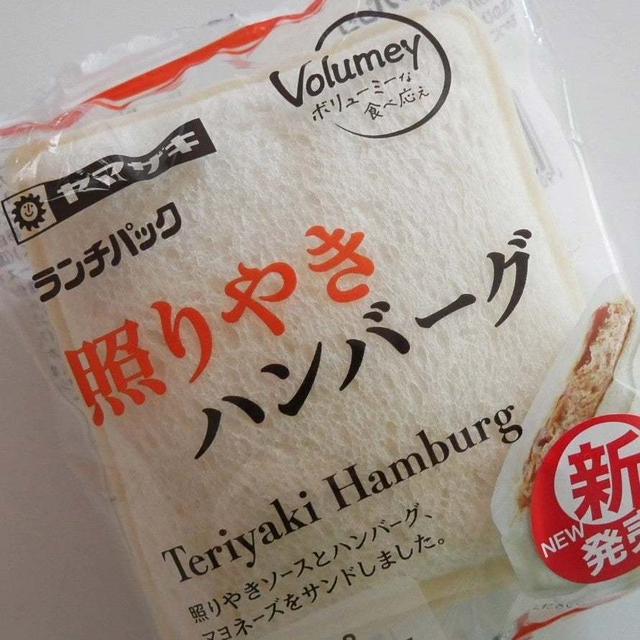 Volumey
ボリューミーな
食べ応え
ヤマザキ
ランチパック
照りやき
ハンバーグ
Teriyaki Hamburg
照りやきソースとハンバーグ、
マヨネーズをサンドしました。
新
NEW
発売